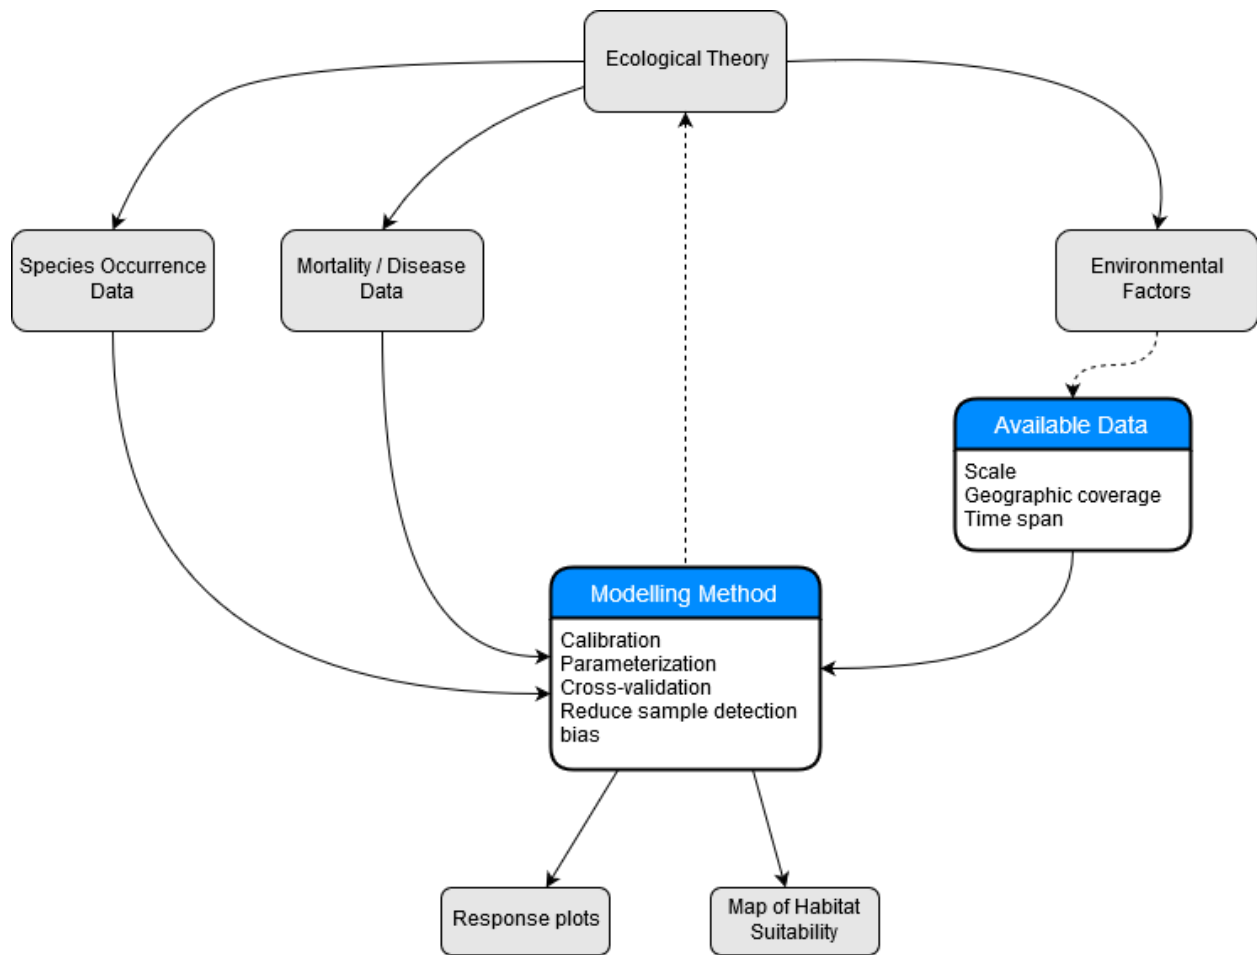 Ecological Theory
Species Occurrence
Data
Mortality / Disease
Data
Environmental
Factors
Available Data
Scale
Geographic coverage
Time span
Modelling Method
Calibration
Parameterization
Cross-validation
Reduce sample detection
bias
Response plots
Map of Habitat
Suitability